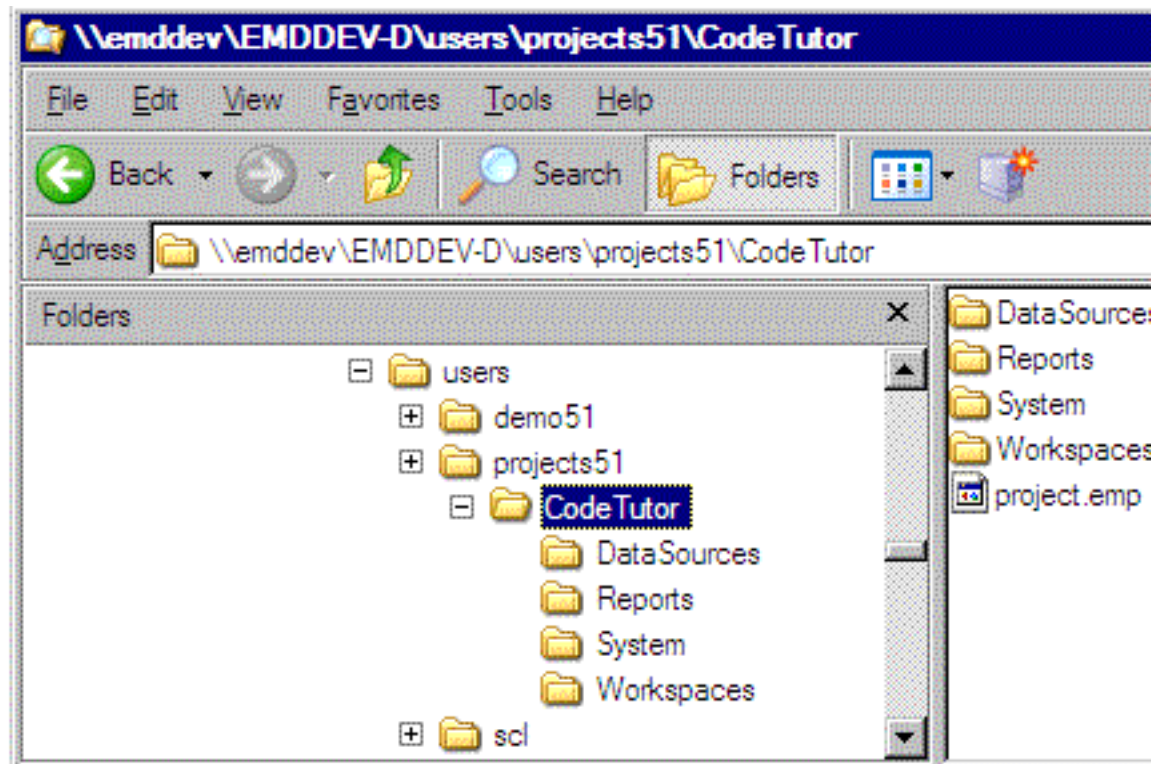 \\emddev\EMDDEV-D\users\projects51\CodeTutor
File Edit View Favorites Tools Help
Back Search Folders
Address \\emddev\EMDDEV-D\users\projects51\CodeTutor
Folders
users
demo51
projects51
CodeTutor
DataSources
Reports
System
Workspaces
scl
DataSources
Reports
System
Workspaces
project.emp